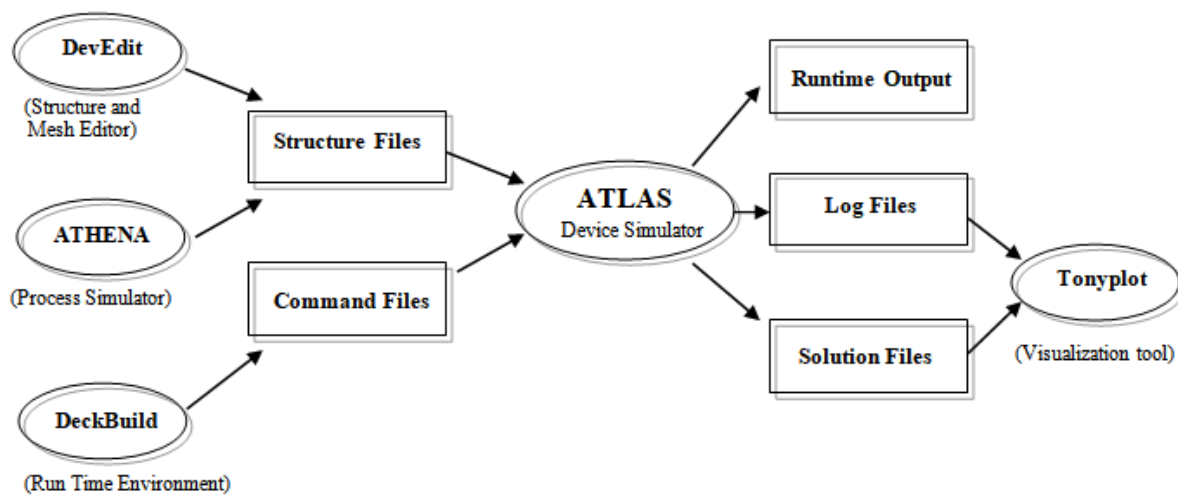 DevEdit
(Structure and
Mesh Editor)
ATHENA
(Process Simulator)
DeckBuild
(Run Time Environment)
Structure Files
Command Files
ATLAS
Device Simulator
Runtime Output
Log Files
Solution Files
Tonyplot
(Visualization tool)